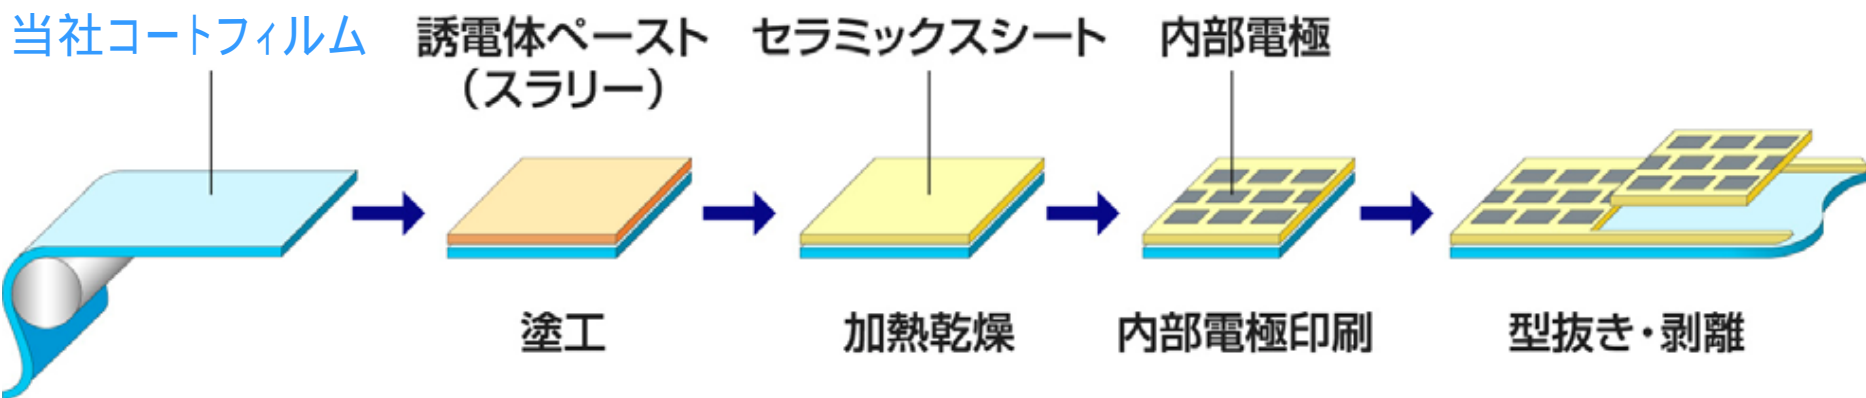 当社コートフィルム
誘電体ペースト
（スラリー）
セラミックスシート
内部電極
塗工
加熱乾燥
内部電極印刷
型抜き・剥離